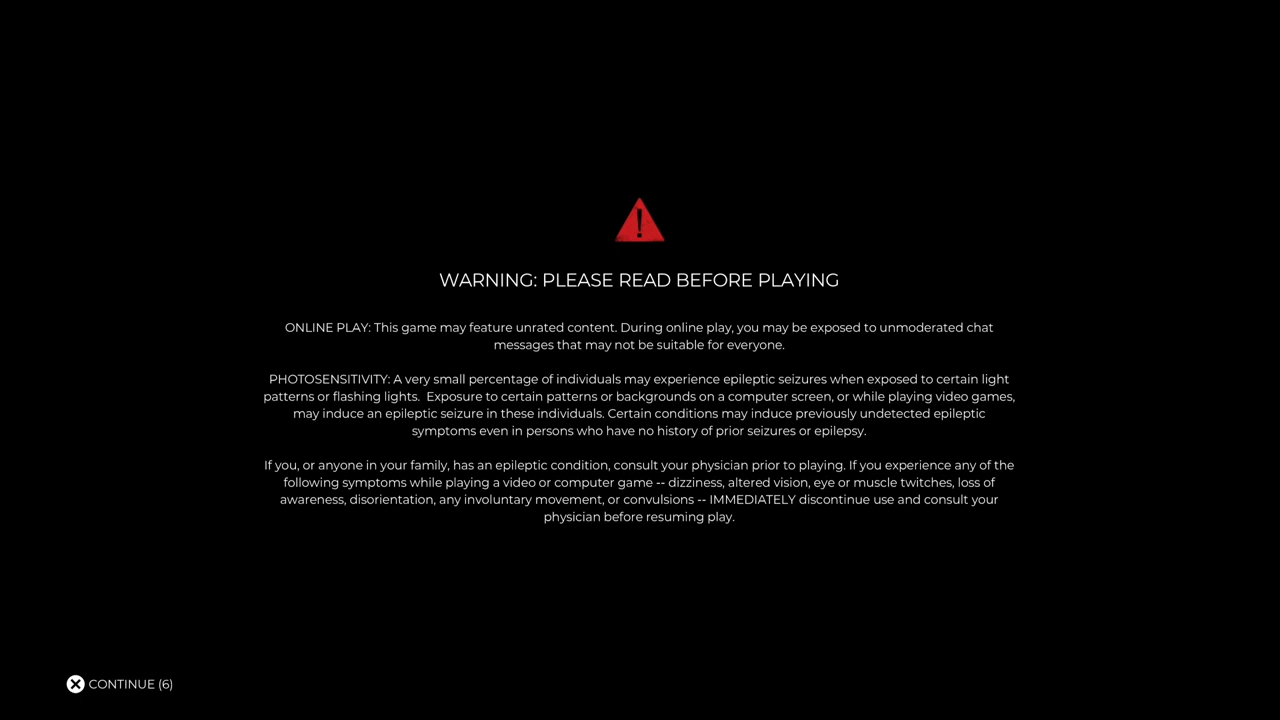 WARNING: PLEASE READ BEFORE PLAYING
ONLINE PLAY: This game may feature unrated content. During online play, you may be exposed to unmoderated chat
messages that may not be suitable for everyone.
PHOTOSENSITIVITY: A very small percentage of individuals may experience epileptic seizures when exposed to certain light
patterns or flashing lights.  Exposure to certain patterns or backgrounds on a computer screen, or while playing video games,
may induce an epileptic seizure in these individuals. Certain conditions may induce previously undetected epileptic
symptoms even in persons who have no history of prior seizures or epilepsy.
If you, or anyone in your family, has an epileptic condition, consult your physician prior to playing. If you experience any of the
following symptoms while playing a video or computer game -- dizziness, altered vision, eye or muscle twitches, loss of
awareness, disorientation, any involuntary movement, or convulsions -- IMMEDIATELY discontinue use and consult your
physician before resuming play.
CONTINUE (6)